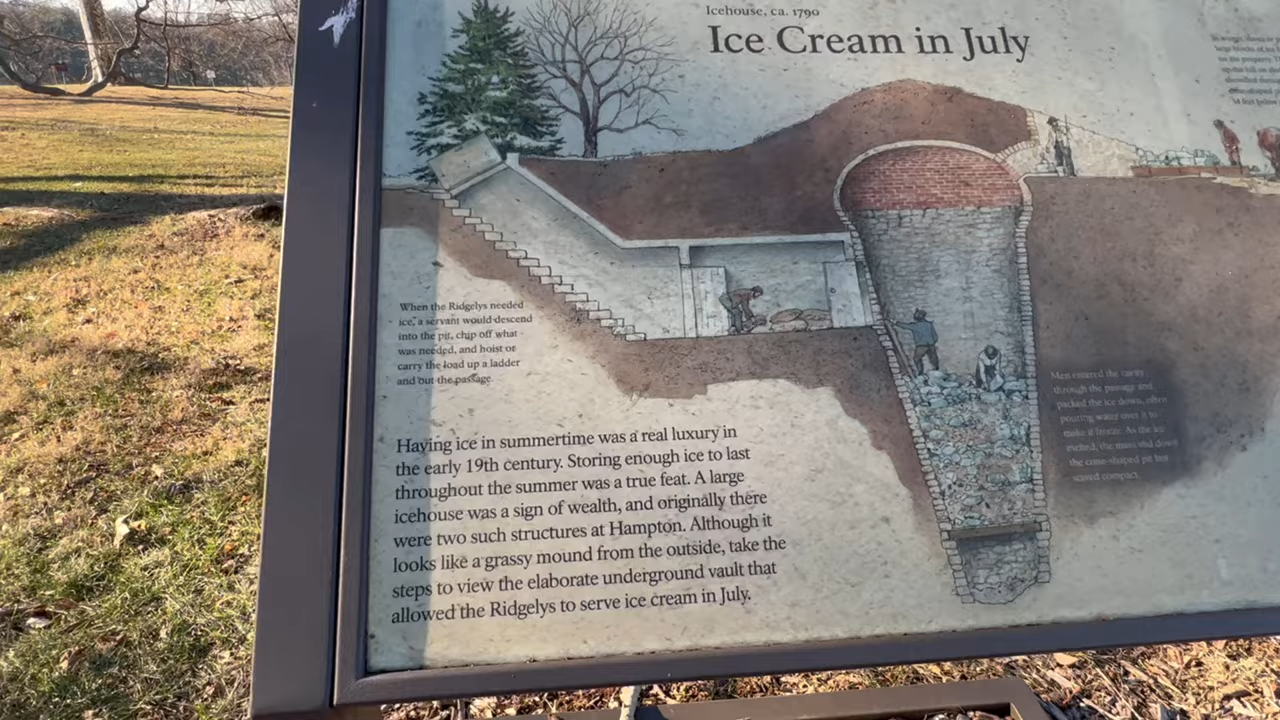 Icehouse, ca. 1790
Ice Cream in July
large blocks of ice
to the property. T
When the Ridgelys needed
ice, a servant would descend
into the pit, chip off what
was needed, and hoist or
carry the load up a ladder
and out the passage.
Men entered the cavity
through the passage and
packed the ice down, often
pouring water over it to
make it freeze. As the ice
melted, the mass slid down
the cone-shaped pit but
stayed compact.
Having ice in summertime was a real luxury in
the early 19th century. Storing enough ice to last
throughout the summer was a true feat. A large
icehouse was a sign of wealth, and originally there
were two such structures at Hampton. Although it
looks like a grassy mound from the outside, take the
steps to view the elaborate underground vault that
allowed the Ridgelys to serve ice cream in July.